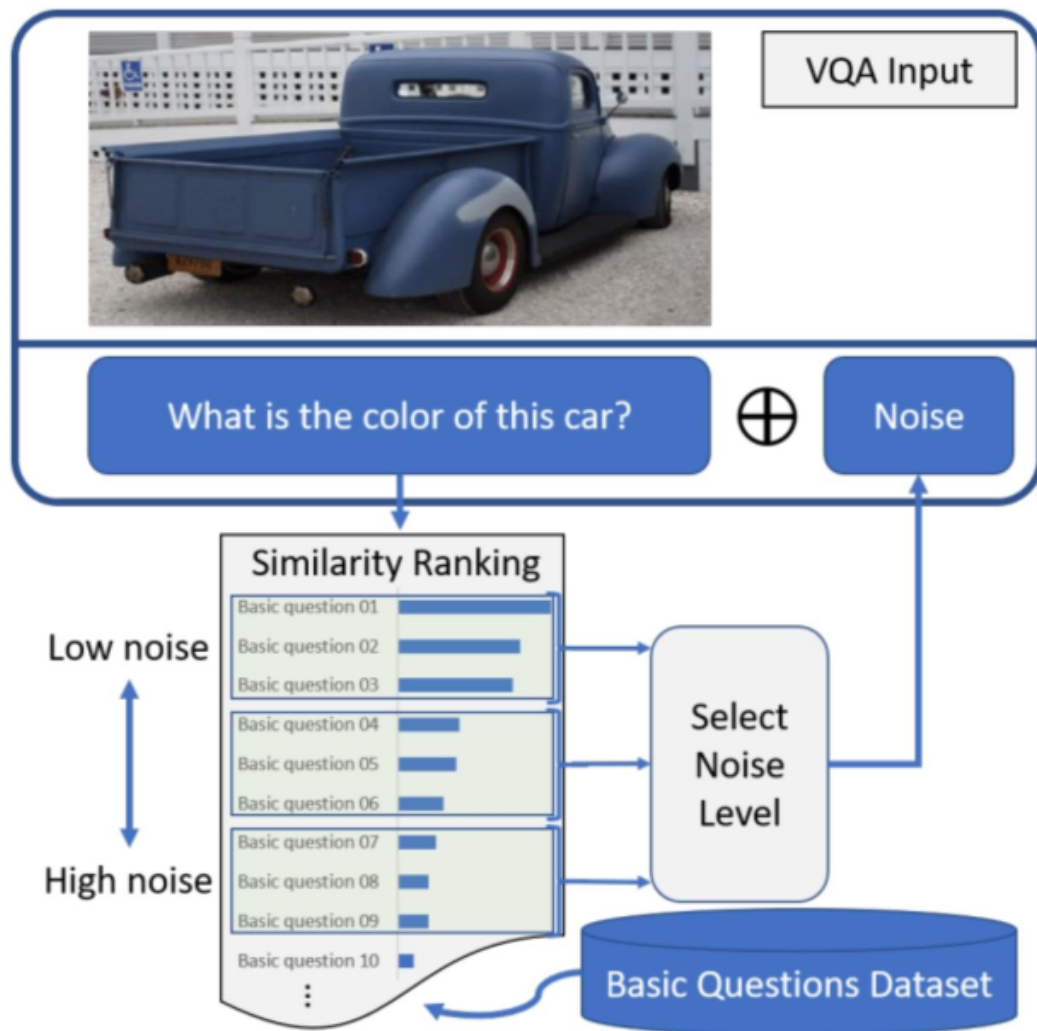 VQA Input
What is the color of this car?
Noise
Similarity Ranking
Basic question 01
Low noise
Basic question 02
Basic question 03
Basic question 04
Basic question 05
Basic question 06
Select
Noise
Level
Basic question 07
High noise
Basic question 08
Basic question 09
Basic question 10
⋮
Basic Questions Dataset